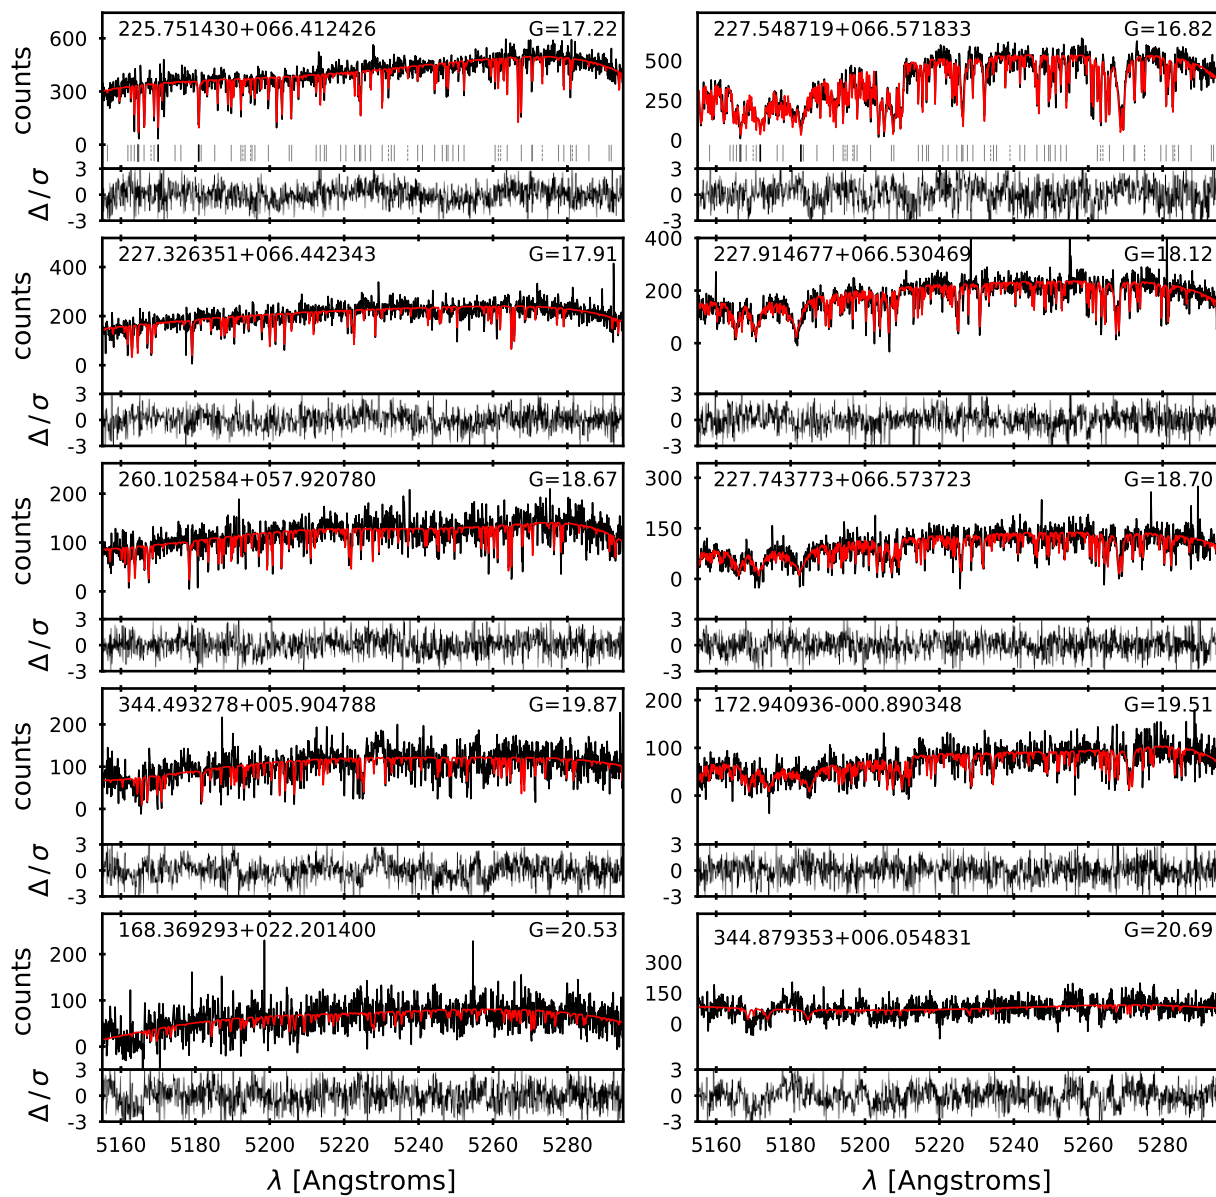 225.751430+066.412426 G=17.22
227.548719+066.571833 G=16.82
600
300
0
counts
500
250
0
3
0
-3
Δ/σ
3
0
-3
227.326351+066.442343 G=17.91
227.914677+066.530469 G=18.12
400
200
0
counts
400
200
0
3
0
-3
Δ/σ
3
0
-3
260.102584+057.920780 G=18.67
227.743773+066.573723 G=18.70
200
100
0
counts
300
150
0
3
0
-3
Δ/σ
3
0
-3
344.493278+005.904788 G=19.87
172.940936-000.890348 G=19.51
200
100
0
counts
200
100
0
3
0
-3
Δ/σ
3
0
-3
168.369293+022.201400 G=20.53
344.879353+006.054831 G=20.69
200
100
0
counts
300
150
0
3
0
-3
Δ/σ
3
0
-3
5160 5180 5200 5220 5240 5260 5280
5160 5180 5200 5220 5240 5260 5280
λ [Angstroms]
λ [Angstroms]